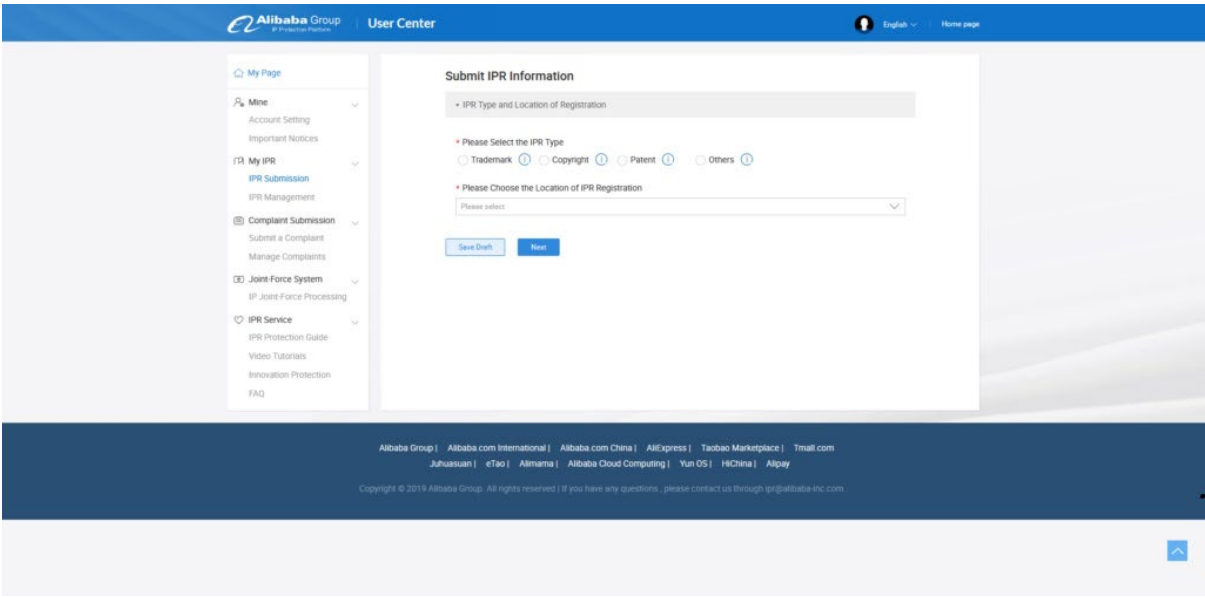 Alibaba Group
IP Protection Platform
User Center
English
Home page
My Page
Mine
Account Setting
Important Notices
My IPR
IPR Submission
IPR Management
Complaint Submission
Submit a Complaint
Manage Complaints
Joint-Force System
IP Joint-Force Processing
IPR Service
IPR Protection Guide
Video Tutorials
Innovation Protection
FAQ
Submit IPR Information
• IPR Type and Location of Registration
* Please Select the IPR Type
Trademark Copyright Patent Others
* Please Choose the Location of IPR Registration
Please select
Save Draft Next
Alibaba Group | Alibaba.com International | Alibaba.com China | AliExpress | Taobao Marketplace | Tmall.com
Juhuasuan | eTao | Alimama | Alibaba Cloud Computing | Yun OS | HiChina | Alipay
Copyright © 2019 Alibaba Group. All rights reserved | If you have any questions , please contact us through ipr@alibaba-inc.com .